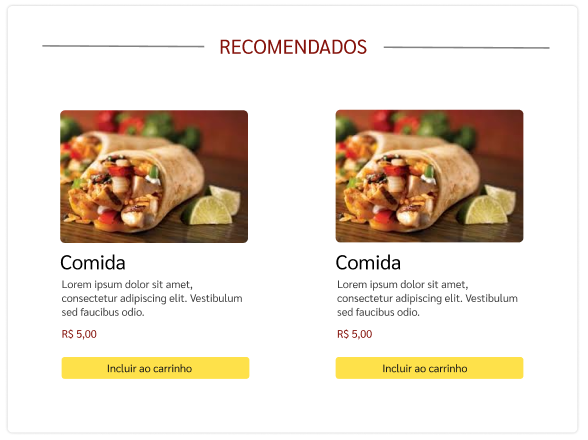 RECOMENDADOS
Comida
Lorem ipsum dolor sit amet,
consectetur adipiscing elit. Vestibulum
sed faucibus odio.
R$ 5,00
Incluir ao carrinho
Comida
Lorem ipsum dolor sit amet,
consectetur adipiscing elit. Vestibulum
sed faucibus odio.
R$ 5,00
Incluir ao carrinho